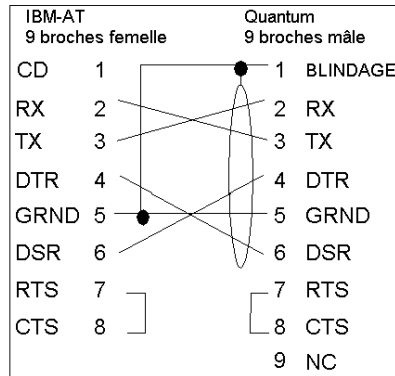 IBM-AT Quantum
9 broches femelle 9 broches mâle
CD 1 1 BLINDAGE
RX 2 2 RX
TX 3 3 TX
DTR 4 4 DTR
GRND 5 5 GRND
DSR 6 6 DSR
RTS 7 7 RTS
CTS 8 8 CTS
9 NC